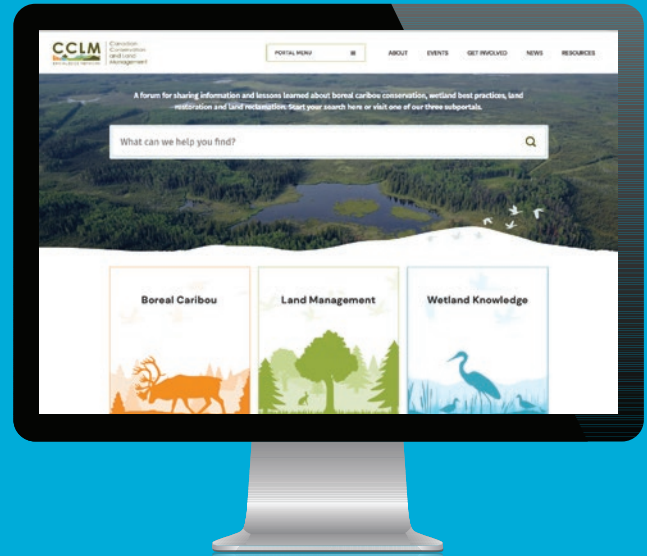 CCLM
Canadian
Conservation
and Land
Management
KNOWLEDGE NETWORK
PORTAL MENU
ABOUT
EVENTS
GET INVOLVED
NEWS
RESOURCES
A forum for sharing information and lessons learned about boreal caribou conservation, wetland best practices, land
restoration and land reclamation. Start your search here or visit one of our three subportals.
What can we help you find?
Boreal Caribou
Land Management
Wetland Knowledge